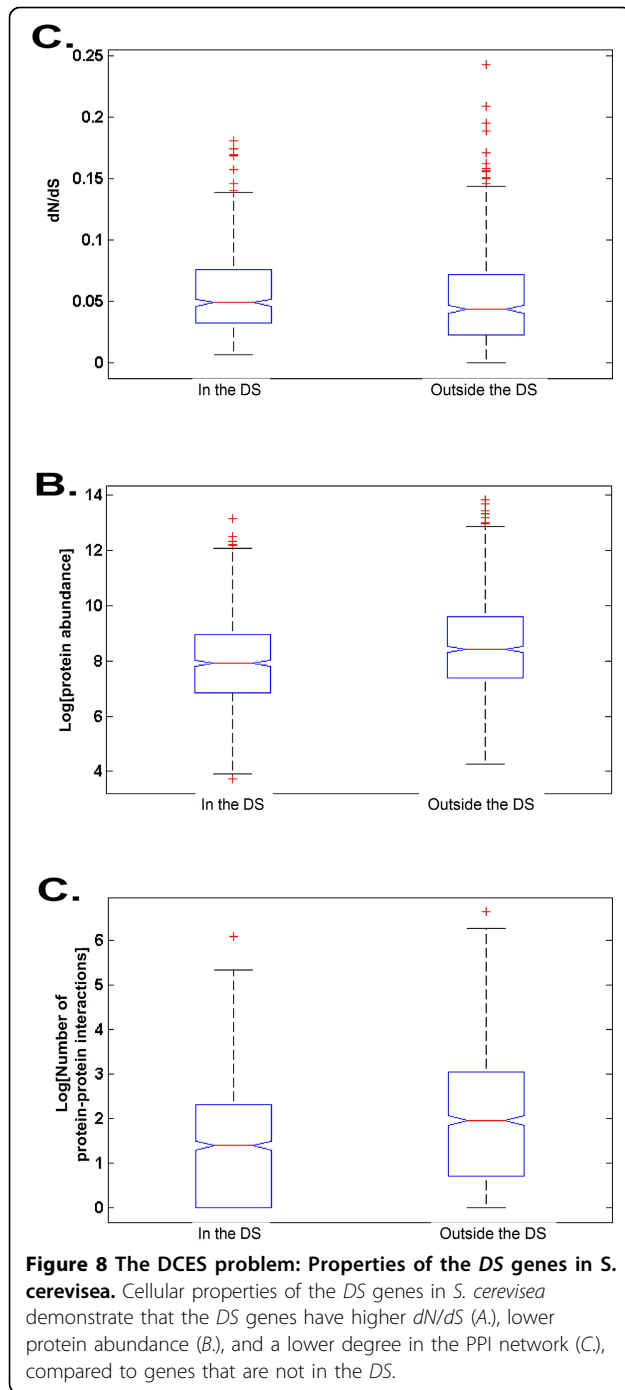 C.
0.25
0.2
0.15
0.1
0.05
0
dN/dS
In the DS Outside the DS
B.
14
12
10
8
6
4
Log[protein abundance]
In the DS Outside the DS
C.
6
5
4
3
2
1
0
Log[Number of
protein-protein interactions]
In the DS Outside the DS
Figure 8 The DCES problem: Properties of the DS genes in S.
cerevisea. Cellular properties of the DS genes in S. cerevisea
demonstrate that the DS genes have higher dN/dS (A.), lower
protein abundance (B.), and a lower degree in the PPI network (C.),
compared to genes that are not in the DS.